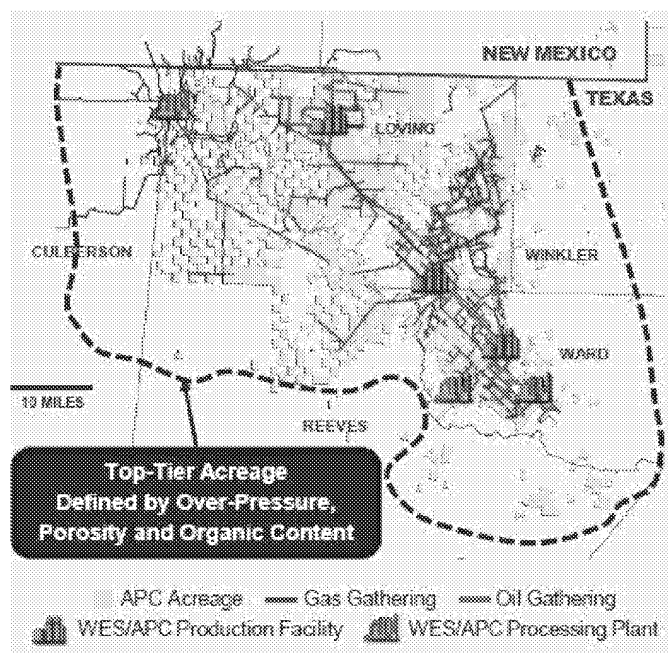 NEW MEXICO
TEXAS
LOVING
CULBERSON
WINKLER
WARD
10 MILES
REEVES
Top-Tier Acreage
Defined by Over-Pressure,
Porosity and Organic Content
APC Acreage
Gas Gathering
Oil Gathering
WES/APC Production Facility
WES/APC Processing Plant